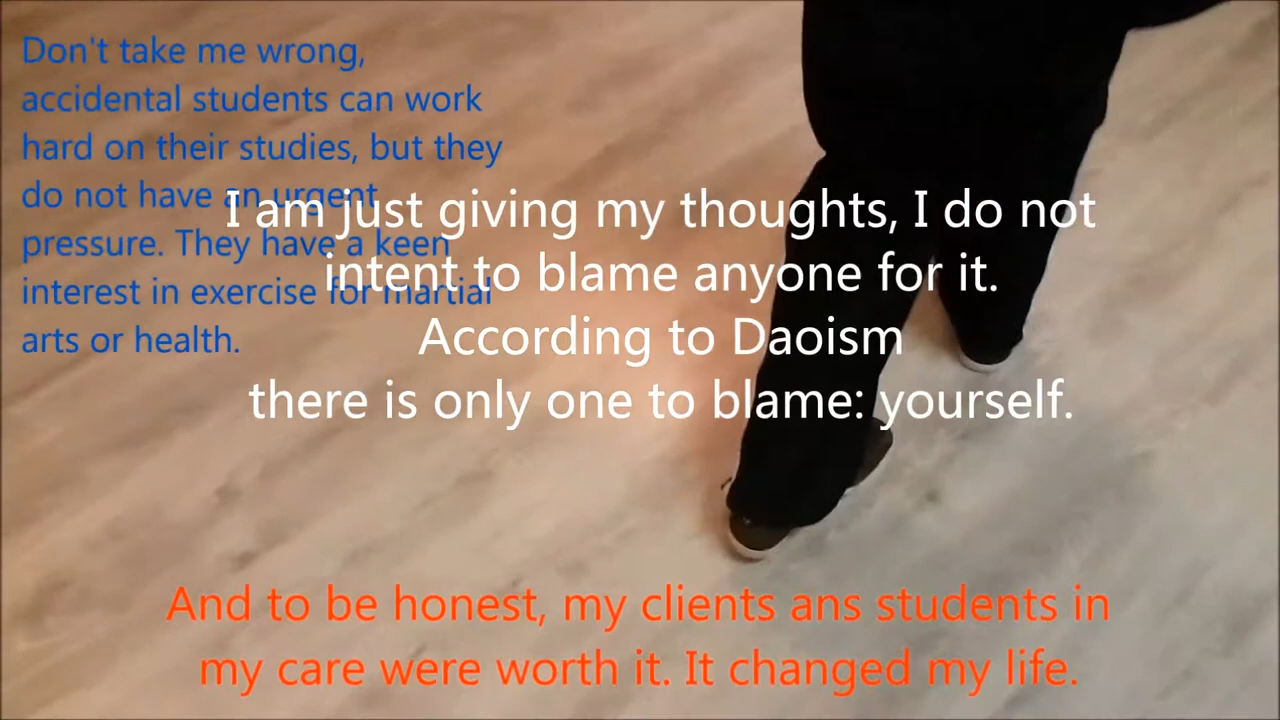 Don't take me wrong,
accidental students can work
hard on their studies, but they
do not have an urgent
pressure. They have a keen
interest in exercise for martial
arts or health.
I am just giving my thoughts, I do not
intent to blame anyone for it.
According to Daoism
there is only one to blame: yourself.
And to be honest, my clients ans students in
my care were worth it. It changed my life.